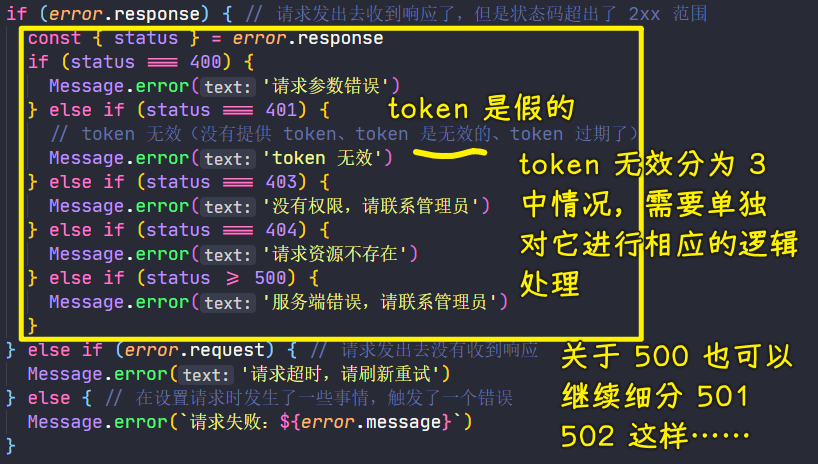 if (error.response) { // 请求发出去收到响应了，但是状态码超出了 2xx 范围
const { status } = error.response
if (status === 400) {
Message.error( text: '请求参数错误')
} else if (status === 401) {
token 是假的
// token 无效（没有提供 token、token 是无效的、token 过期了）
Message.error( text: 'token 无效')
token 无效分为 3
中情况，需要单独
对它进行相应的逻辑
处理
} else if (status === 403) {
Message.error( text: '没有权限，请联系管理员')
} else if (status === 404) {
Message.error( text: '请求资源不存在')
} else if (status >= 500) {
Message.error( text: '服务端错误，请联系管理员')
}
} else if (error.request) { // 请求发出去没有收到响应
Message.error( text: '请求超时，请刷新重试')
} else { // 在设置请求时发生了一些事情，触发了一个错误
Message.error(`请求失败：${error.message}`)
}
关于 500 也可以
继续细分 501
502 这样……